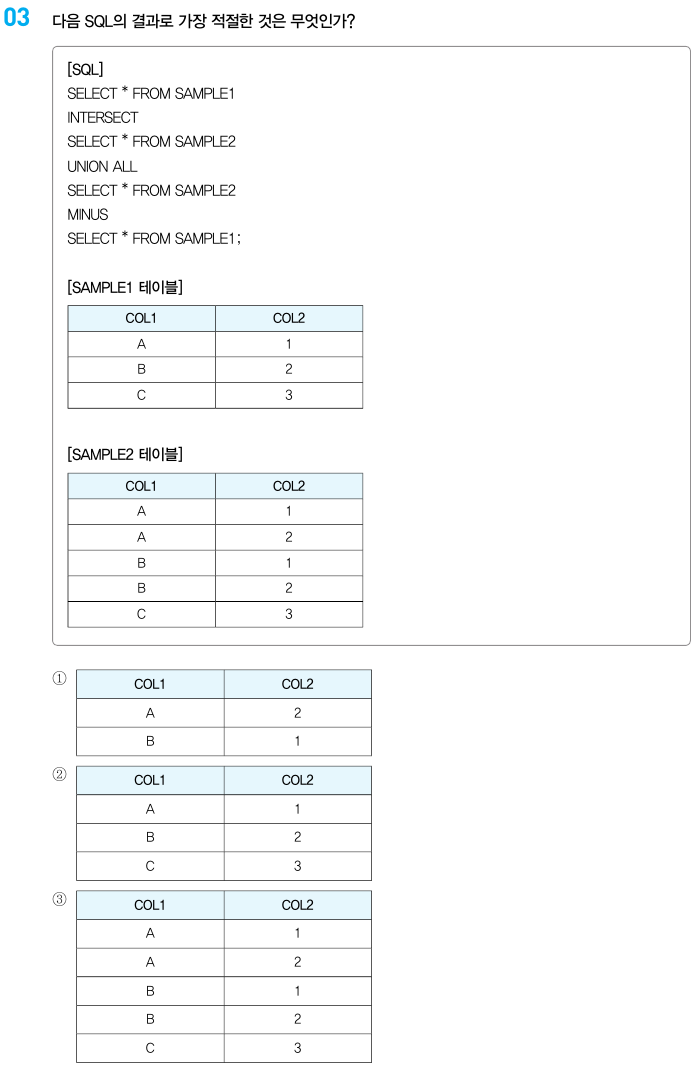 03 다음 SQL의 결과로 가장 적절한 것은 무엇인가?
[SQL]
SELECT * FROM SAMPLE1
INTERSECT
SELECT * FROM SAMPLE2
UNION ALL
SELECT * FROM SAMPLE2
MINUS
SELECT * FROM SAMPLE1;
[SAMPLE1 테이블]
COL1 COL2
A 1
B 2
C 3
[SAMPLE2 테이블]
COL1 COL2
A 1
A 2
B 1
B 2
C 3
① COL1 COL2
A 2
B 1
② COL1 COL2
A 1
B 2
C 3
③ COL1 COL2
A 1
A 2
B 1
B 2
C 3